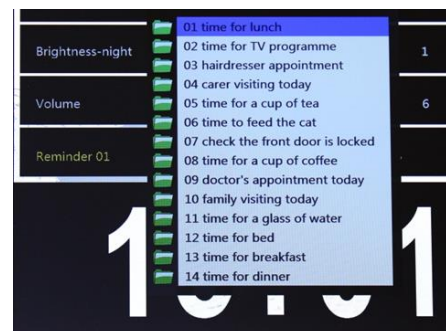 Brightness-night
1
Volume
6
Reminder 01
01 time for lunch
02 time for TV programme
03 hairdresser appointment
04 carer visiting today
05 time for a cup of tea
06 time to feed the cat
07 check the front door is locked
08 time for a cup of coffee
09 doctor's appointment today
10 family visiting today
11 time for a glass of water
12 time for bed
13 time for breakfast
14 time for dinner